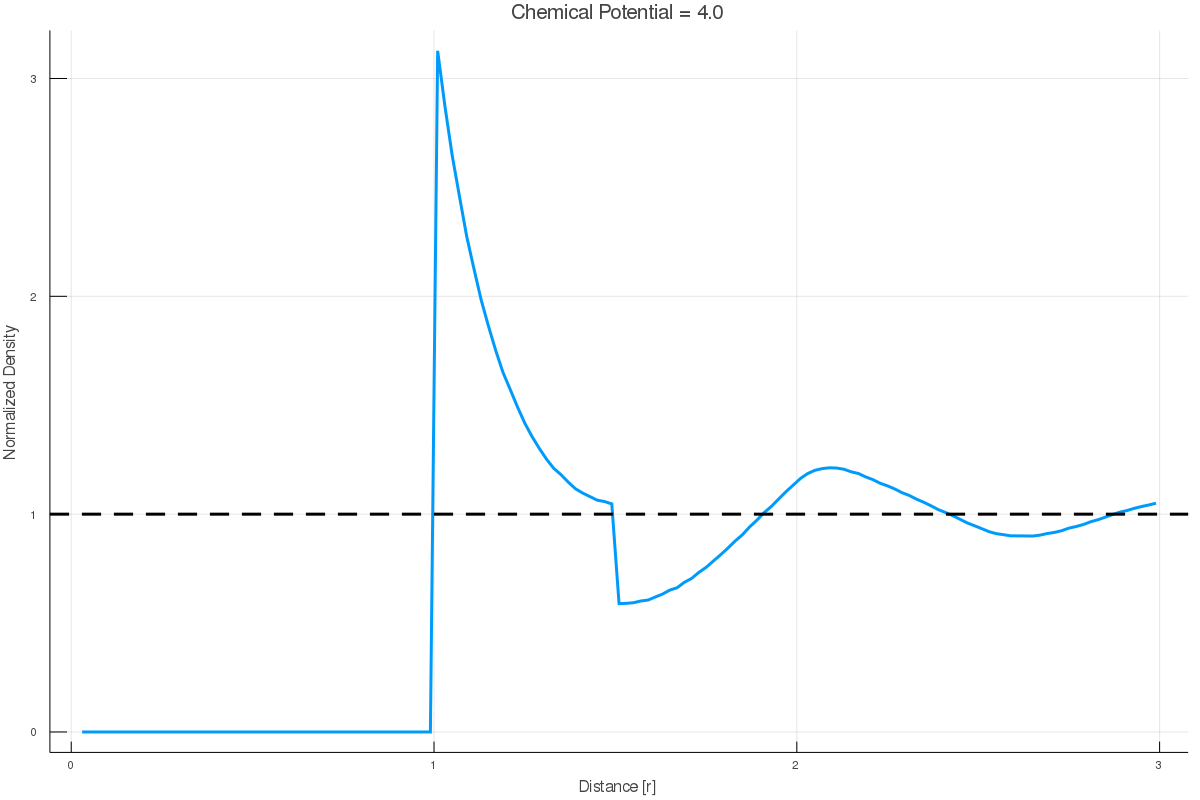 Chemical Potential = 4.0
3
2
1
0
Normalized Density
0
1
2
3
Distance [r]